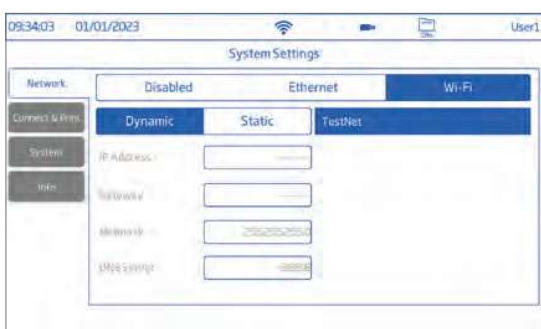 09:34:03 01/01/2023 User1
System Settings
Network Disabled Ethernet Wi-Fi
Connect & Print Dynamic Static TestNet
System IP Address
Info Gateway
Netmask
DNS Server